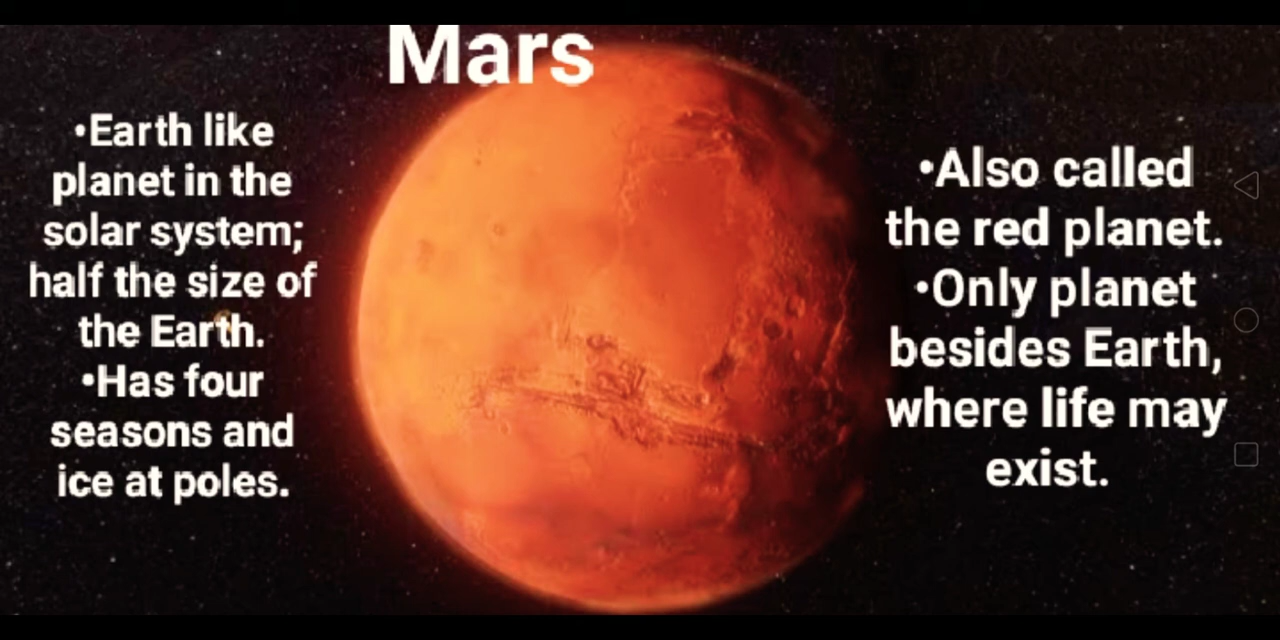 Mars
•Earth like
planet in the
solar system;
half the size of
the Earth.
•Has four
seasons and
ice at poles.
•Also called
the red planet.
•Only planet
besides Earth,
where life may
exist.